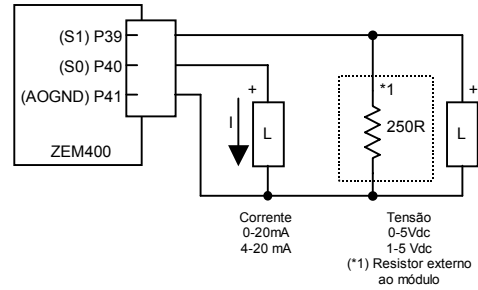 (S1) P39
(S0) P40
(AOGND) P41
ZEM400
I
+
L
*1
250R
+
L
Corrente
0-20mA
4-20 mA
Tensão
0-5Vdc
1-5 Vdc
(*1) Resistor externo
ao módulo